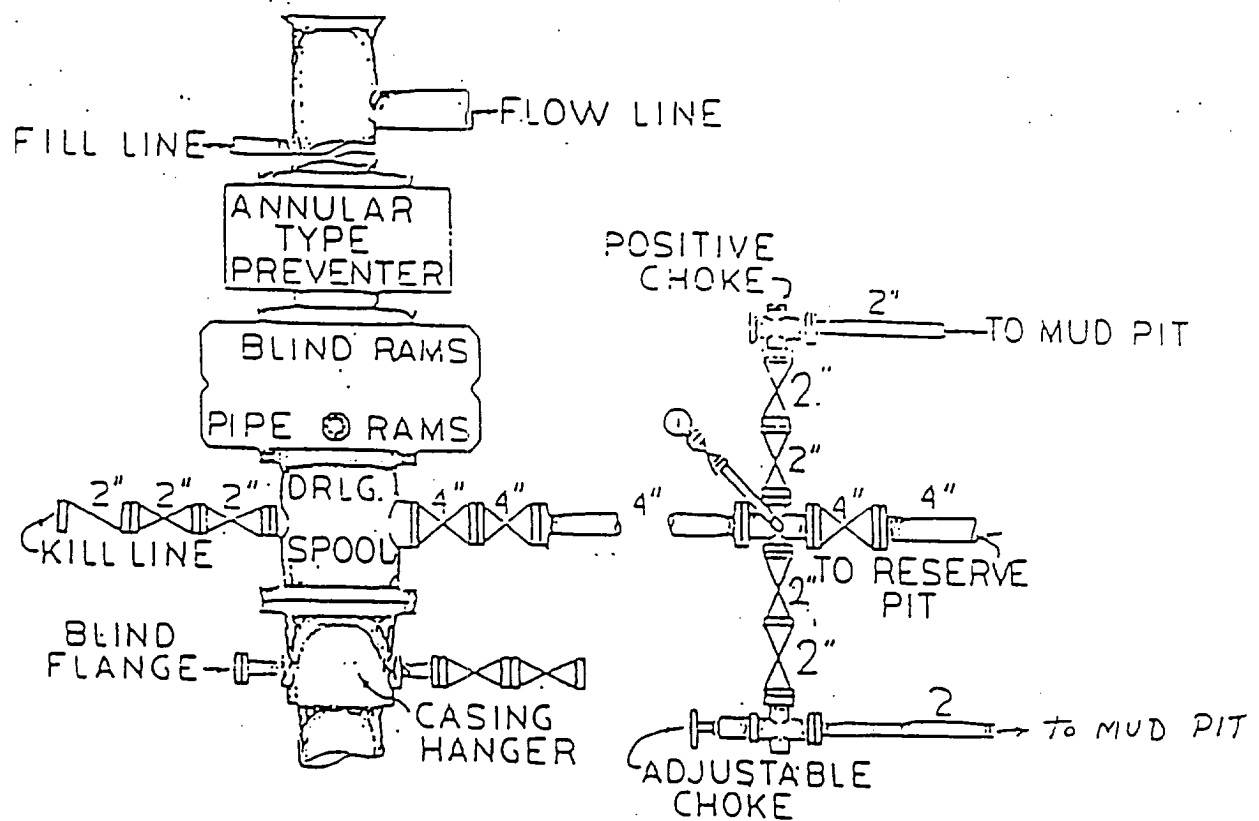 FLOW LINE
FILL LINE
ANNULAR
TYPE
PREVENTER
BLIND RAMS
PIPE RAMS
2" 2" 2"
DRLG.
SPOOL
4" 4"
4"
KILL LINE
BLIND
FLANGE
CASING
HANGER
POSITIVE
CHOKE
2"
TO MUD PIT
2"
2"
4" 4"
TO RESERVE
PIT
2"
2"
2
TO MUD PIT
ADJUSTABLE
CHOKE